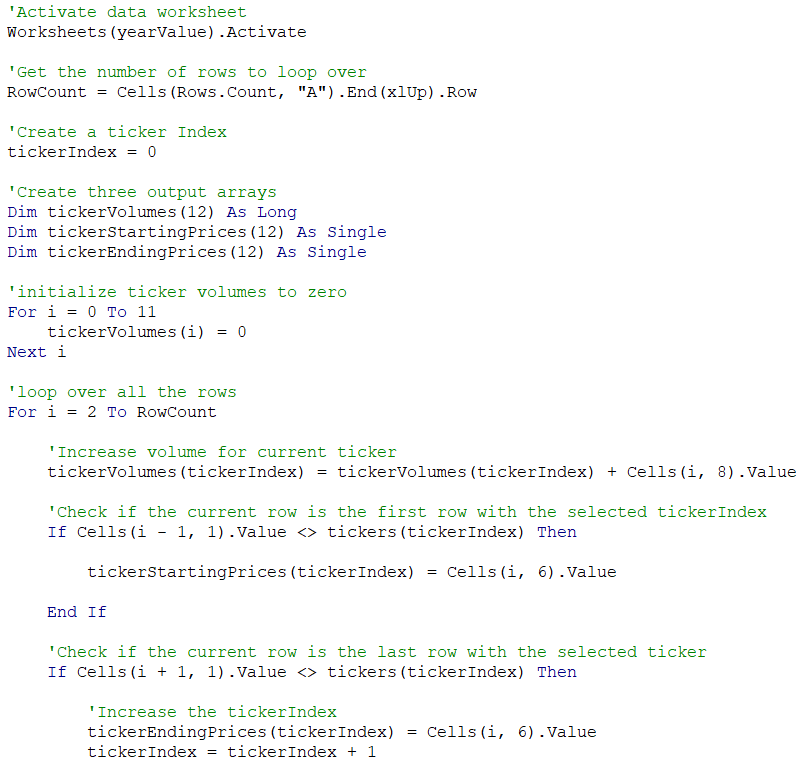 'Activate data worksheet
Worksheets(yearValue).Activate

'Get the number of rows to loop over
RowCount = Cells(Rows.Count, "A").End(xlUp).Row

'Create a ticker Index
tickerIndex = 0

'Create three output arrays
Dim tickerVolumes(12) As Long
Dim tickerStartingPrices(12) As Single
Dim tickerEndingPrices(12) As Single

'initialize ticker volumes to zero
For i = 0 To 11
    tickerVolumes(i) = 0
Next i

'loop over all the rows
For i = 2 To RowCount

    'Increase volume for current ticker
    tickerVolumes(tickerIndex) = tickerVolumes(tickerIndex) + Cells(i, 8).Value

    'Check if the current row is the first row with the selected tickerIndex
    If Cells(i - 1, 1).Value <> tickers(tickerIndex) Then

        tickerStartingPrices(tickerIndex) = Cells(i, 6).Value

    End If

    'Check if the current row is the last row with the selected ticker
    If Cells(i + 1, 1).Value <> tickers(tickerIndex) Then

        'Increase the tickerIndex
        tickerEndingPrices(tickerIndex) = Cells(i, 6).Value
        tickerIndex = tickerIndex + 1